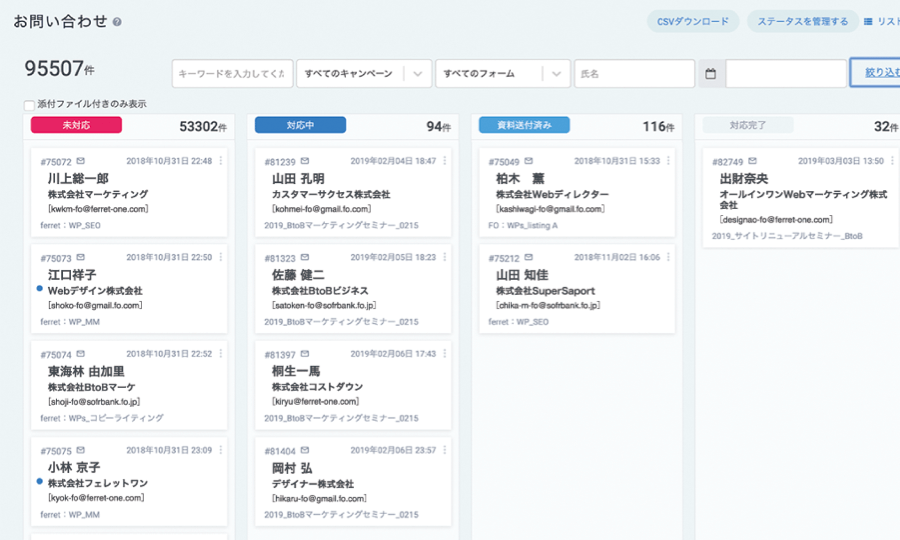 お問い合わせ
CSVダウンロード
ステータスを管理する
リスト
95507件
キーワードを入力してくだ
すべてのキャンペーン
すべてのフォーム
氏名
絞り込む
添付ファイル付きのみ表示
未対応
53302件
#75072
2018年10月31日 22:48
川上総一郎
株式会社マーケティング
[kwkm-fo@ferret-one.com]
ferret：WP_SEO
#75073
2018年10月31日 22:50
江口祥子
Webデザイン株式会社
[shoko-fo@gmail.fo.com]
ferret：WP_MM
#75074
2018年10月31日 22:52
東海林 由加里
株式会社BtoBマーケ
[shoji-fo@sofrbank.fo.jp]
ferret：WPs_コピーライティング
#75075
2018年10月31日 23:09
小林 京子
株式会社フェレットワン
[kyok-fo@ferret-one.com]
ferret：WP_MM
対応中
94件
#81239
2019年02月04日 18:47
山田 孔明
カスタマーサクセス株式会社
[kohmei-fo@gmail.fo.com]
2019_BtoBマーケティングセミナー_0215
#81323
2019年02月05日 18:23
佐藤 健二
株式会社BtoBビジネス
[satoken-fo@sofrbank.fo.jp]
2019_BtoBマーケティングセミナー_0215
#81397
2019年02月06日 17:43
桐生一馬
株式会社コストダウン
[kiryu@ferret-one.com]
2019_BtoBマーケティングセミナー_0215
#81404
2019年02月06日 23:57
岡村 弘
デザイナー株式会社
[hikaru-fo@gmail.fo.com]
2019_BtoBマーケティングセミナー_0215
資料送付済み
116件
#75049
2018年10月31日 15:33
柏木　薫
株式会社Webディレクター
[kashiwagi-fo@gmail.fo.com]
FO：WPs_listing A
#75212
2018年11月02日 16:06
山田 知佳
株式会社SuperSaport
[chika-m-fo@sofrbank.fo.jp]
ferret：WP_SEO
対応完了
32件
#82749
2019年03月03日 13:50
出財奈央
オールインワンWebマーケティング株式
会社
[designao-fo@ferret-one.com]
2019_サイトリニューアルセミナー_BtoB